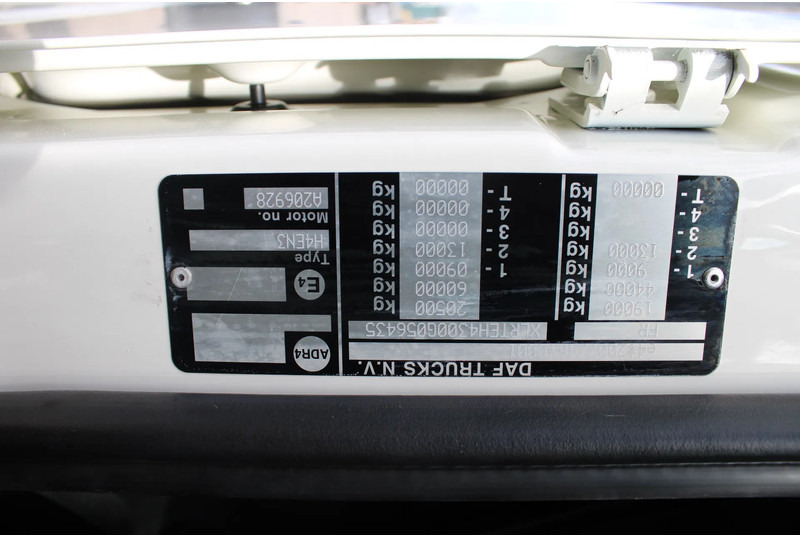 DAF TRUCKS N.V.
FR XLRTEH4300G056435
19000 kg 20500 kg
44000 kg 60000 kg
1- 9000 kg 1- 09000 kg
2- 13000 kg 2- 13000 kg
3- kg 3- 00000 kg
4- kg 4- 00000 kg
T- 00000 kg T- 00000 kg
ADR4
E4
Type
H4EN3
Motor no.
A206928